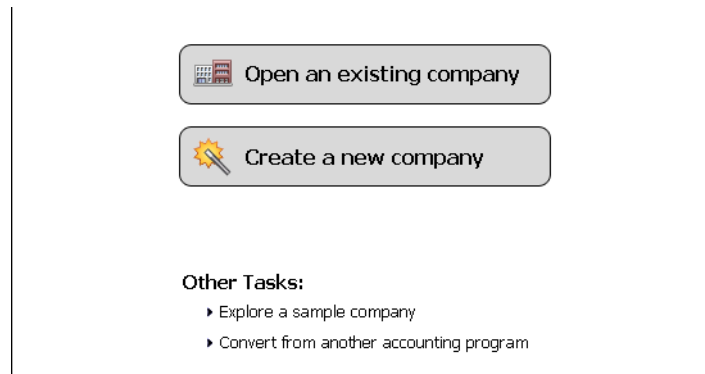 Open an existing company
Create a new company
Other Tasks:
Explore a sample company
Convert from another accounting program